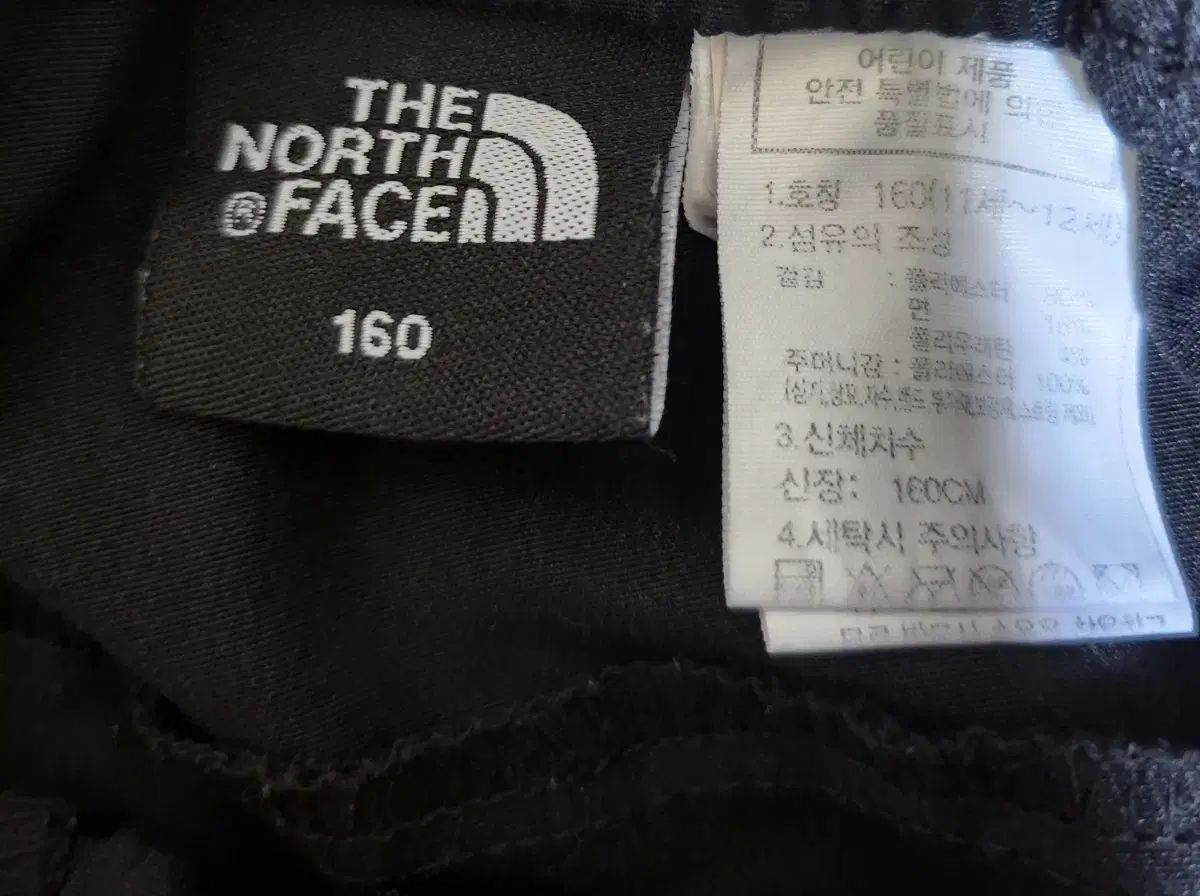 THE
NORTH
® FACE
160
어린이 제품
안전 특별법에 의한
품질표시
1.호칭 160(11세~12세)
2.섬유의 조성
겉감 : 폴리에스터
면
폴리우레탄 4%
주머니감 : 폴리에스터 100%
3.신체치수
신장: 160CM
4.세탁시 주의사항